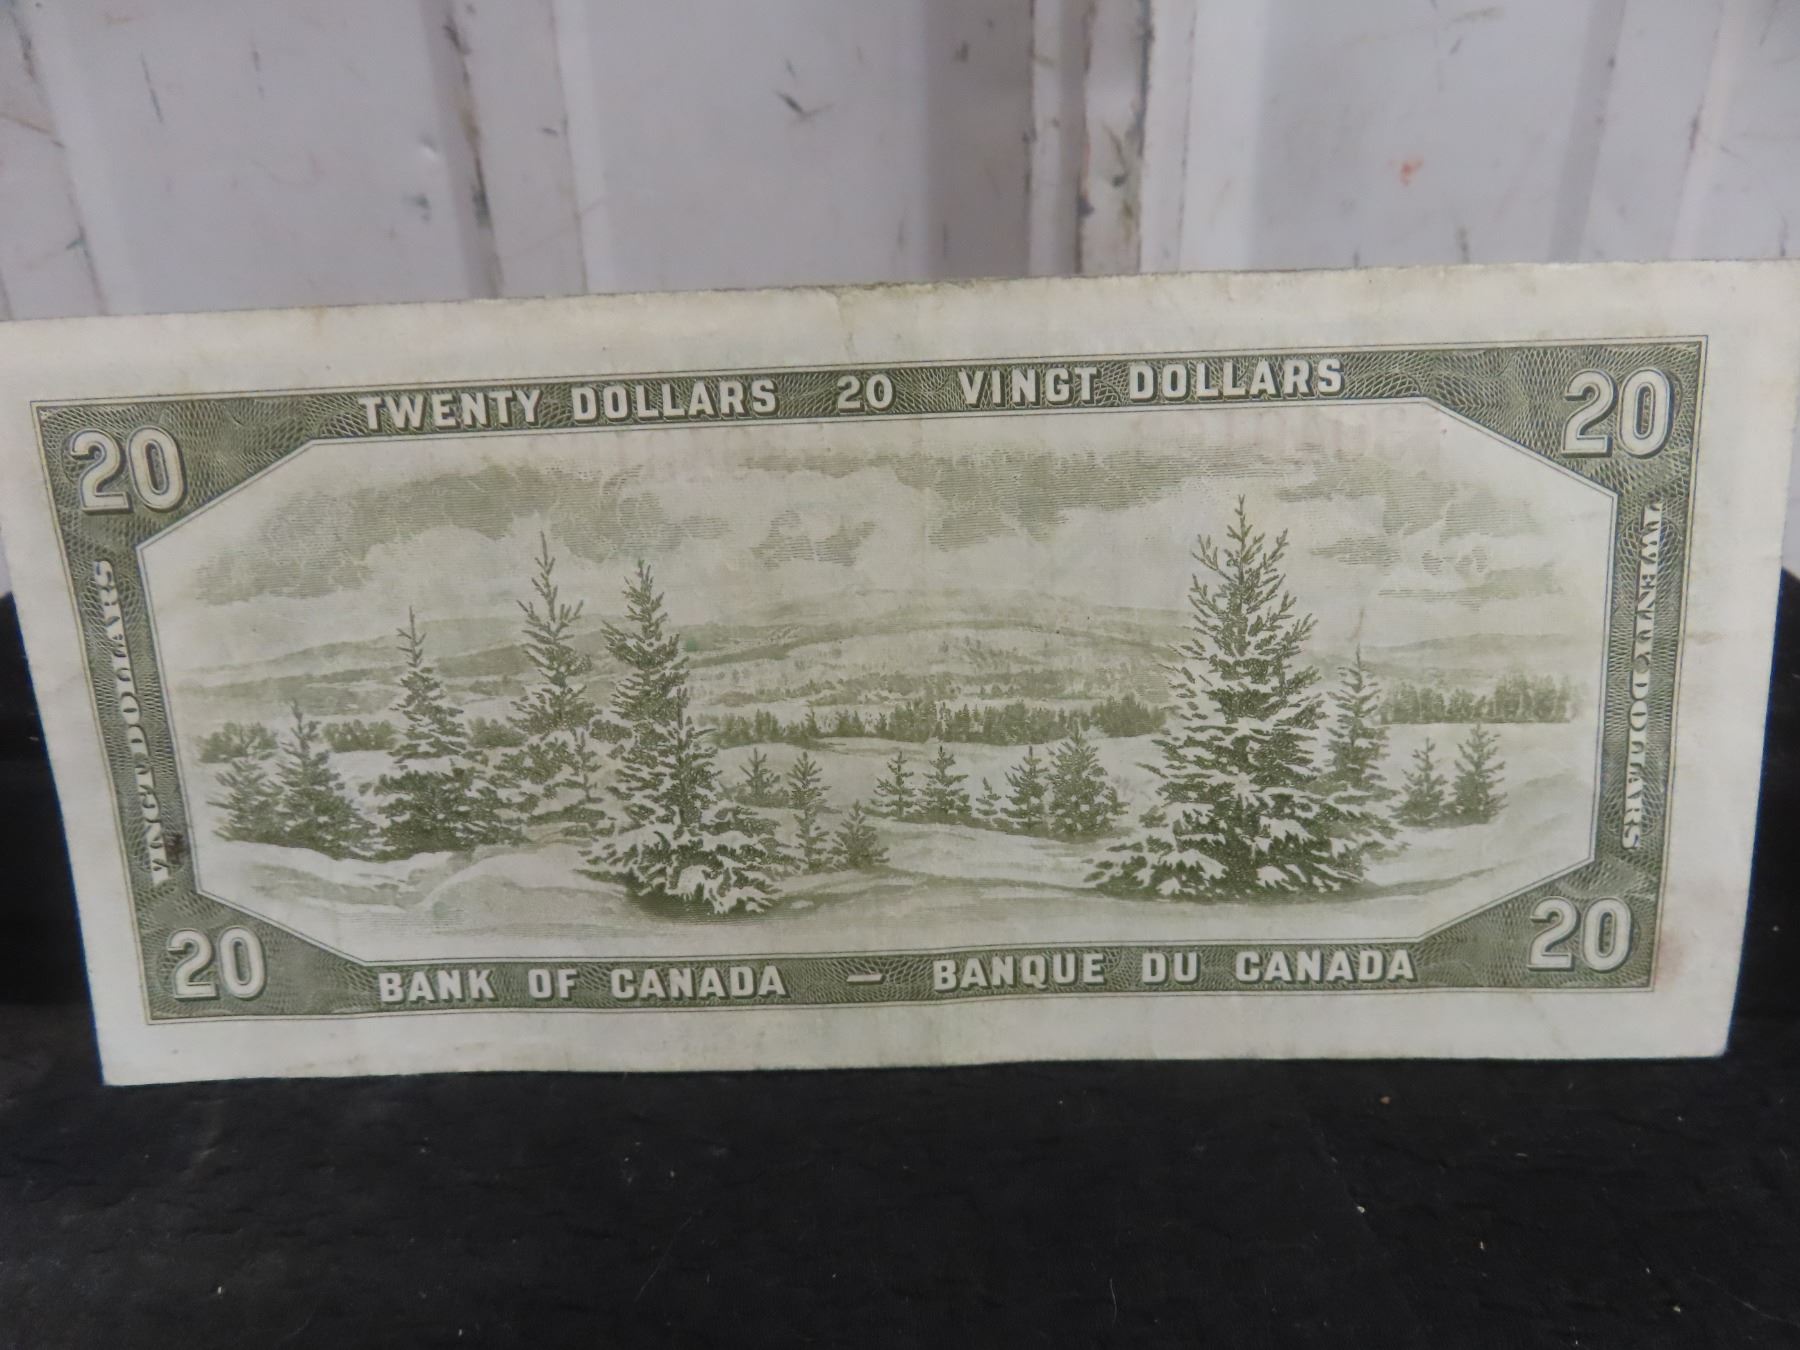 TWENTY DOLLARS 20 VINGT DOLLARS
20
20
VINGT DOLLARS
TWENTY DOLLARS
20
20
BANK OF CANADA — BANQUE DU CANADA